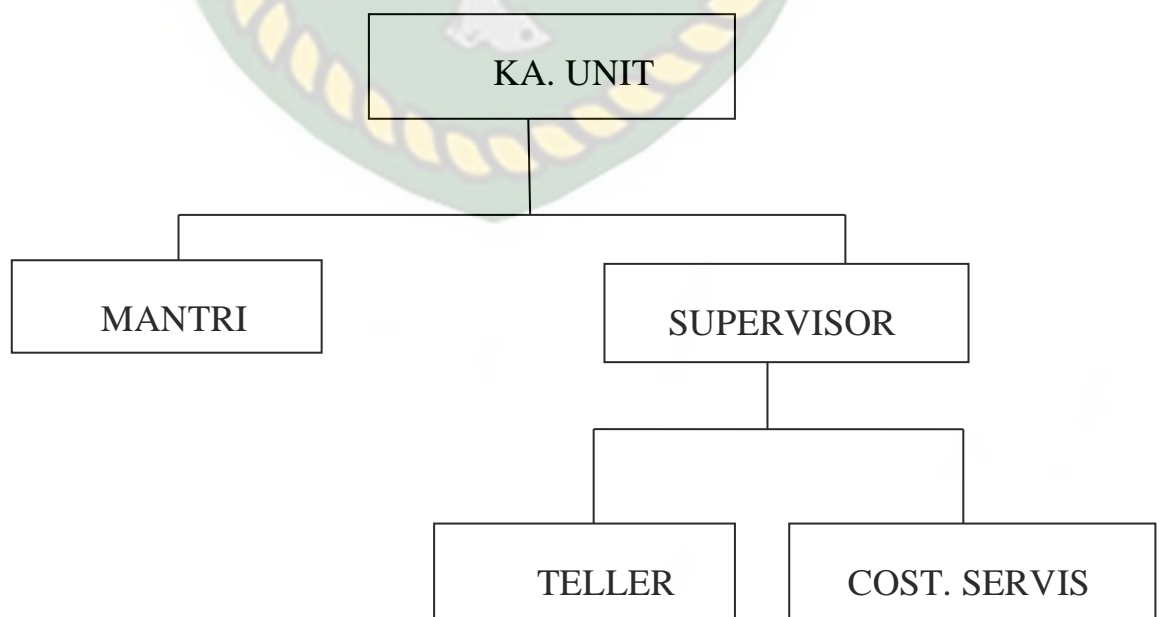 KA. UNIT
MANTRI
SUPERVISOR
TELLER
COST. SERVIS